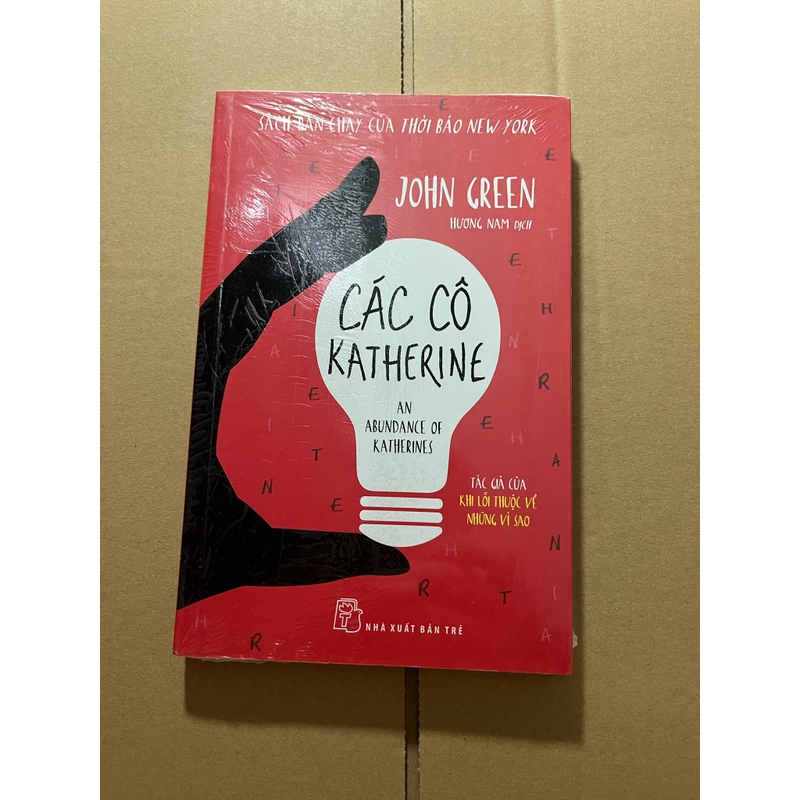 SÁCH BÁN CHẠY CỦA THỜI BÁO NEW YORK
JOHN GREEN
HƯƠNG NAM DỊCH
CÁC CÔ
KATHERINE
AN
ABUNDANCE OF
KATHERINES
TÁC GIẢ CỦA
KHI LỖI THUỘC VỀ
NHỮNG VÌ SAO
NHÀ XUẤT BẢN TRẺ